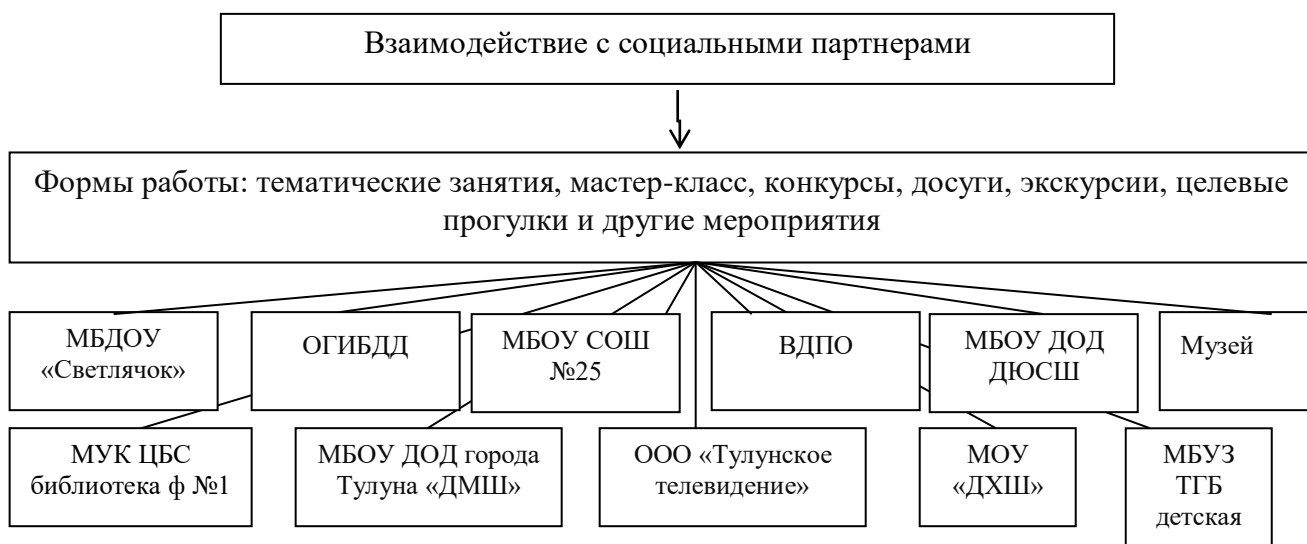 Взаимодействие с социальными партнерами
Формы работы: тематические занятия, мастер-класс, конкурсы, досуги, экскурсии, целевые
прогулки и другие мероприятия
МБДОУ
«Светлячок»
ОГИБДД
МБОУ СОШ
№25
ВДПО
МБОУ ДОД
ДЮСШ
Музей
МУК ЦБС
библиотека ф №1
МБОУ ДОД города
Тулуна «ДМШ»
ООО «Тулунское
телевидение»
МОУ
«ДХШ»
МБУЗ
ТГБ
детская